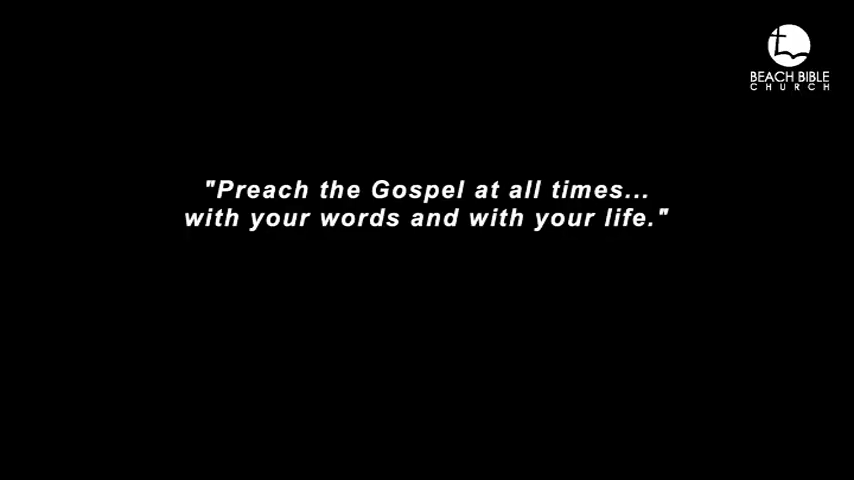 BEACH BIBLE
CHURCH
"Preach the Gospel at all times...
with your words and with your life."